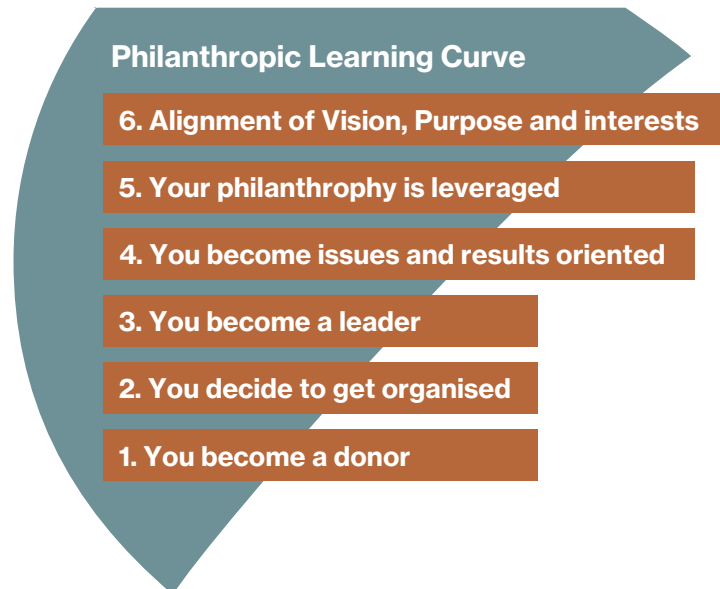 Philanthropic Learning Curve
6. Alignment of Vision, Purpose and interests
5. Your philanthropy is leveraged
4. You become issues and results oriented
3. You become a leader
2. You decide to get organised
1. You become a donor